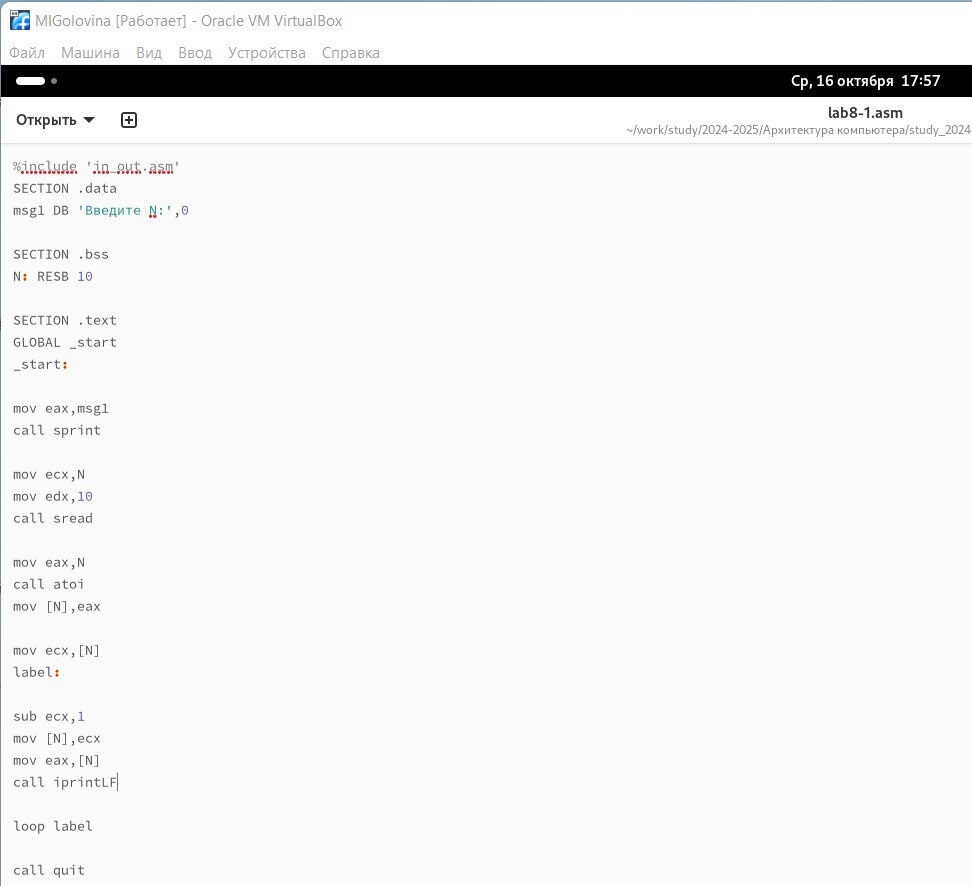 MIGolovina [Работает] - Oracle VM VirtualBox
Файл Машина Вид Ввод Устройства Справка
Ср, 16 октября 17:57
Открыть
lab8-1.asm
~/work/study/2024-2025/Архитектура компьютера/study_2024
%include 'in_out.asm'
SECTION .data
msg1 DB 'Введите N:',0
SECTION .bss
N: RESB 10
SECTION .text
GLOBAL _start
_start:
mov eax,msg1
call sprint
mov ecx,N
mov edx,10
call sread
mov eax,N
call atoi
mov [N],eax
mov ecx,[N]
label:
sub ecx,1
mov [N],ecx
mov eax,[N]
call iprintLF
loop label
call quit